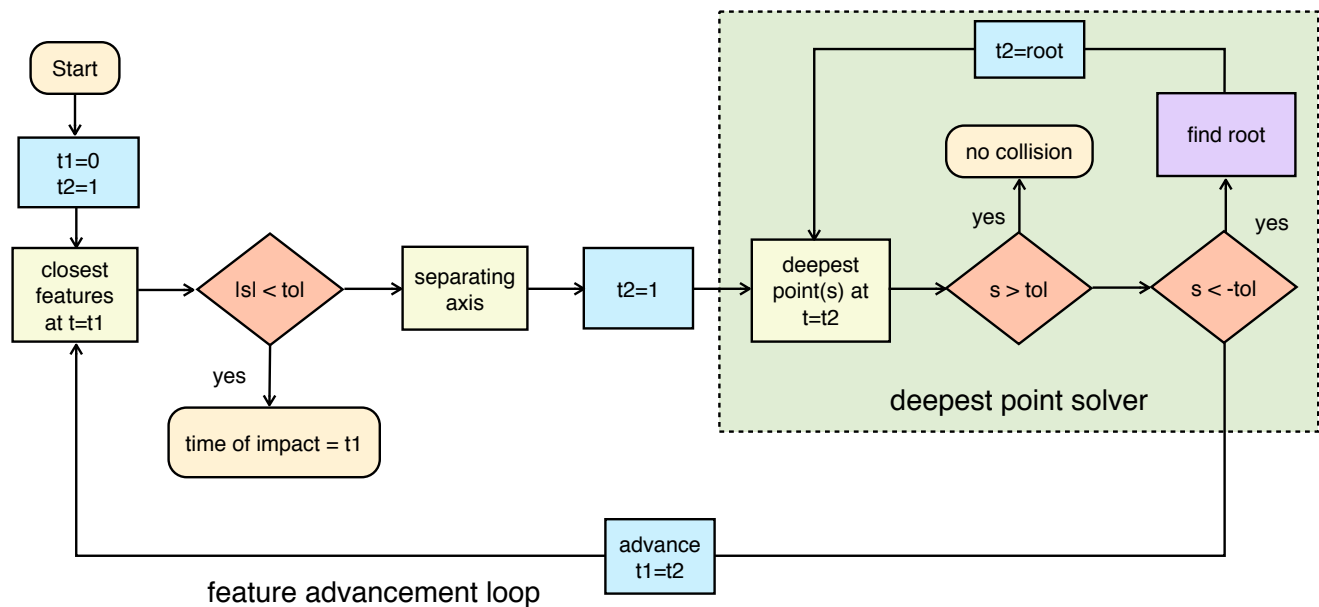 Start
t1=0
t2=1
closest
features
at t=t1
|s| < tol
yes
time of impact = t1
separating
axis
t2=1
deepest
point(s) at
t=t2
s > tol
yes
no collision
s < -tol
yes
find root
t2=root
deepest point solver
advance
t1=t2
feature advancement loop